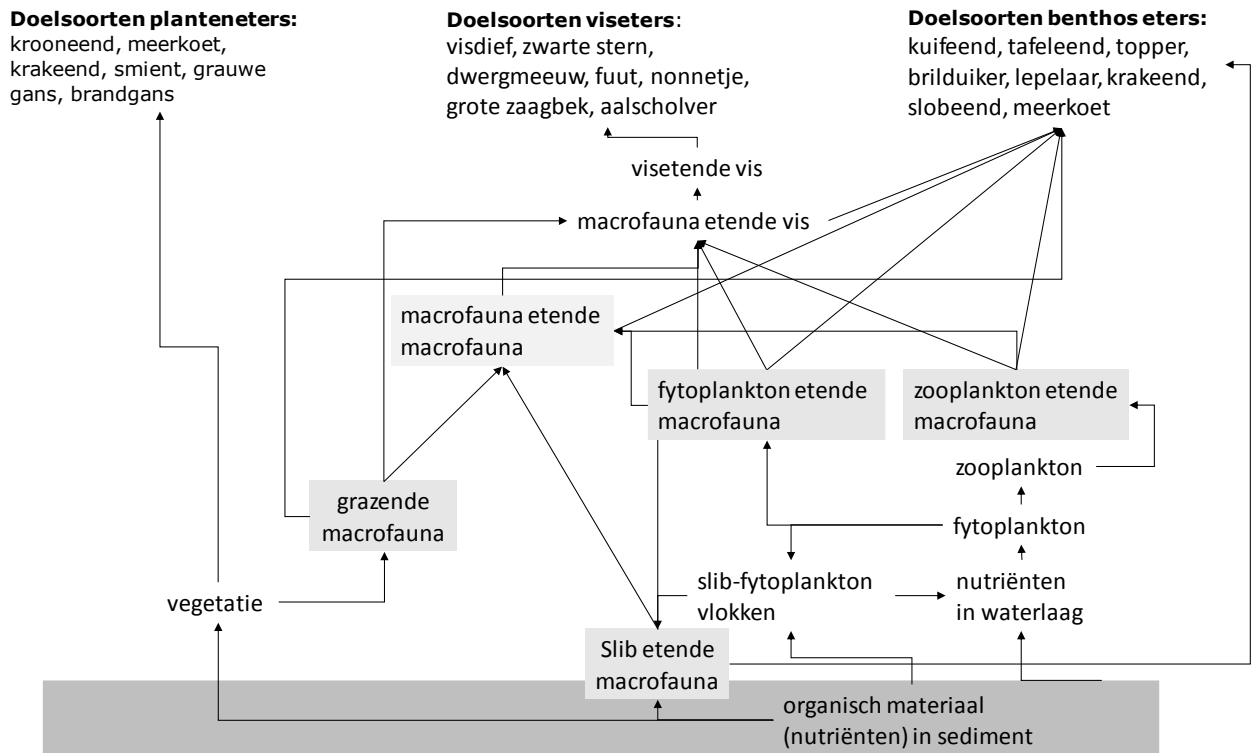 Doelsoorten planteneters:
krooneend, meerkoet,
krakeend, smient, grauwe
gans, brandgans
Doelsoorten viseters:
visdief, zwarte stern,
dwergmeeuw, fuut, nonnetje,
grote zaagbek, aalscholver
Doelsoorten benthos eters:
kuifeend, tafeleend, topper,
brilduiker, lepelaar, krakeend,
slobeend, meerkoet
visetende vis
macrofauna etende vis
macrofauna etende
macrofauna
fytoplankton etende
macrofauna
zooplankton etende
macrofauna
zooplankton
grazende
macrofauna
fytoplankton
slib-fytoplankton
vlokken
nutriënten
in waterlaag
vegetatie
Slib etende
macrofauna
organisch materiaal
(nutriënten) in sediment